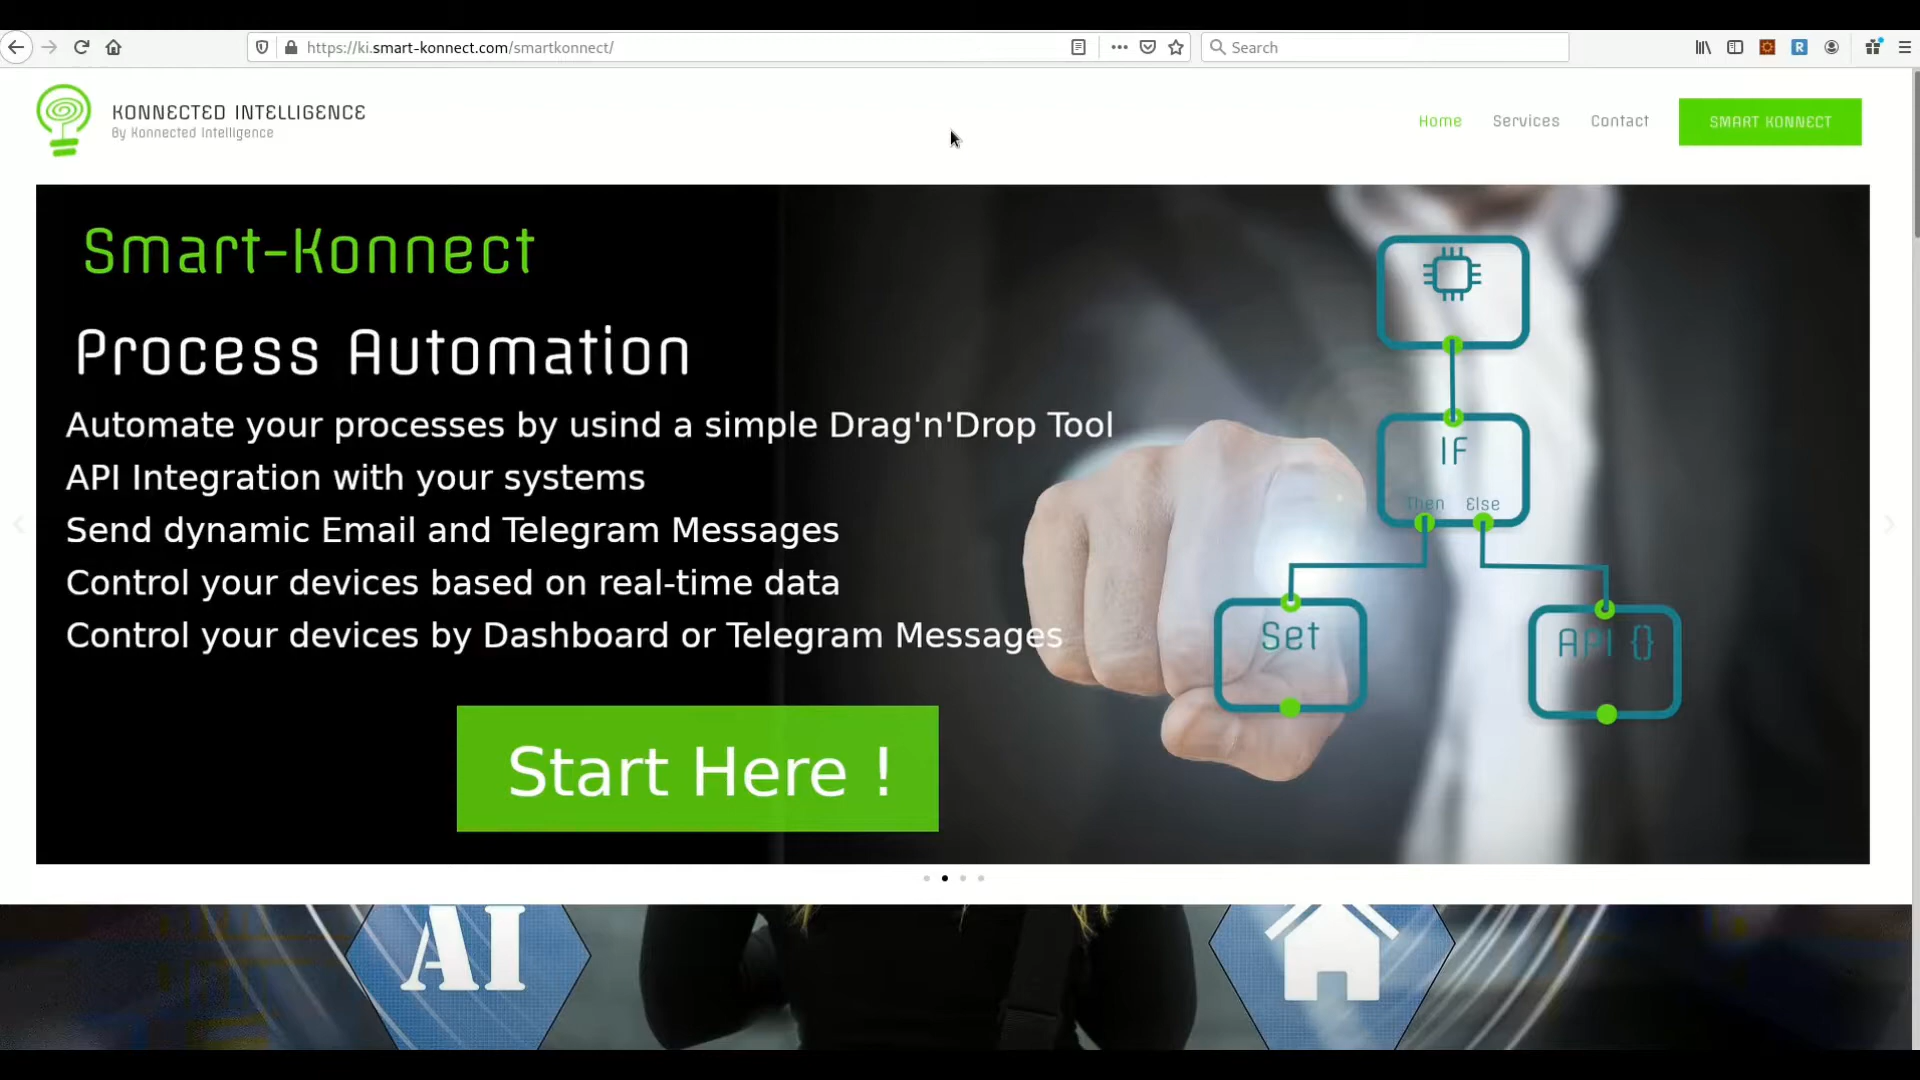 https://ki.smart-konnect.com/smartkonnect/
Search
KONNECTED INTELLIGENCE
By Konnected Intelligence
Home
Services
Contact
SMART KONNECT
Smart-Konnect
Process Automation
Automate your processes by usind a simple Drag'n'Drop Tool
API Integration with your systems
Send dynamic Email and Telegram Messages
Control your devices based on real-time data
Control your devices by Dashboard or Telegram Messages
Start Here !
IF
Then Else
Set
API {}
AI